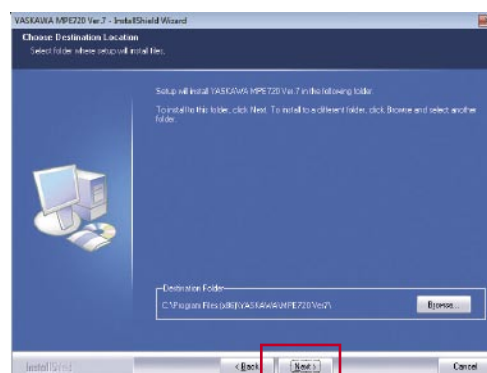 YASKAWA MPE720 Ver.7 - InstallShield Wizard
Choose Destination Location
Select folder where setup will install files.
Setup will install YASKAWA MPE720 Ver.7 in the following folder.
To install to this folder, click Next. To install to a different folder, click Browse and select another
folder.
Destination Folder
C:\Program Files (x86)\YASKAWA\MPE720 Ver7\
Browse...
InstallShield
< Back
Next >
Cancel